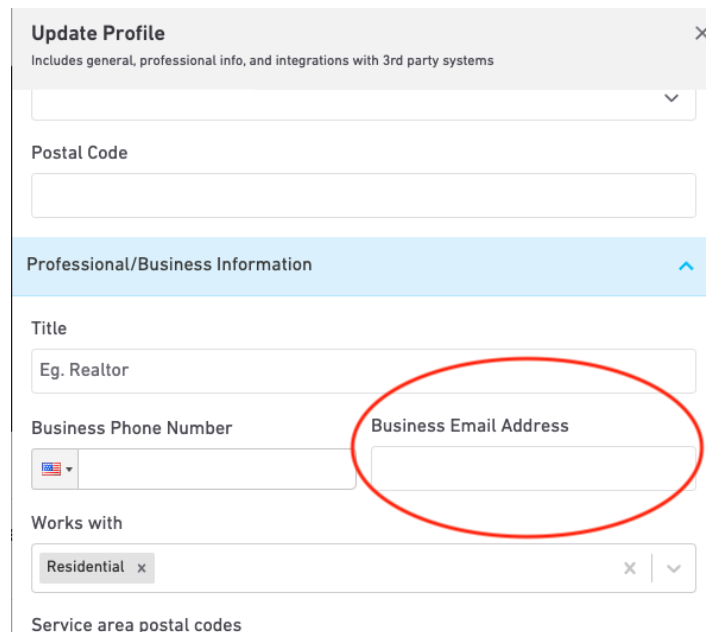 Update Profile
Includes general, professional info, and integrations with 3rd party systems
Postal Code
Professional/Business Information
Title
Eg. Realtor
Business Phone Number
Business Email Address
Works with
Residential x
Service area postal codes